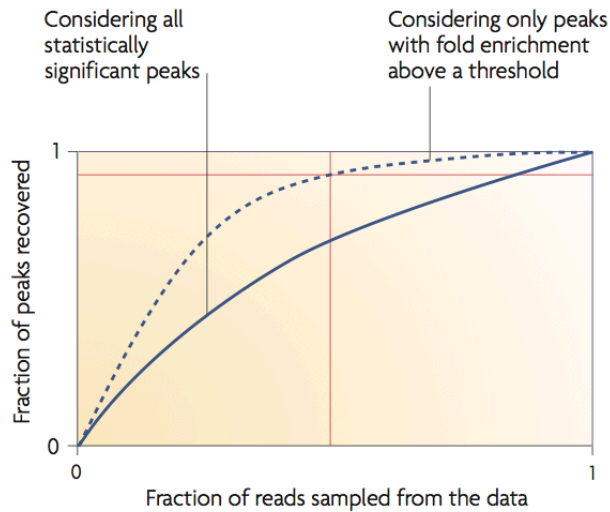 Considering all
statistically
significant peaks
Considering only peaks
with fold enrichment
above a threshold
1
Fraction of peaks recovered
0
0
1
Fraction of reads sampled from the data